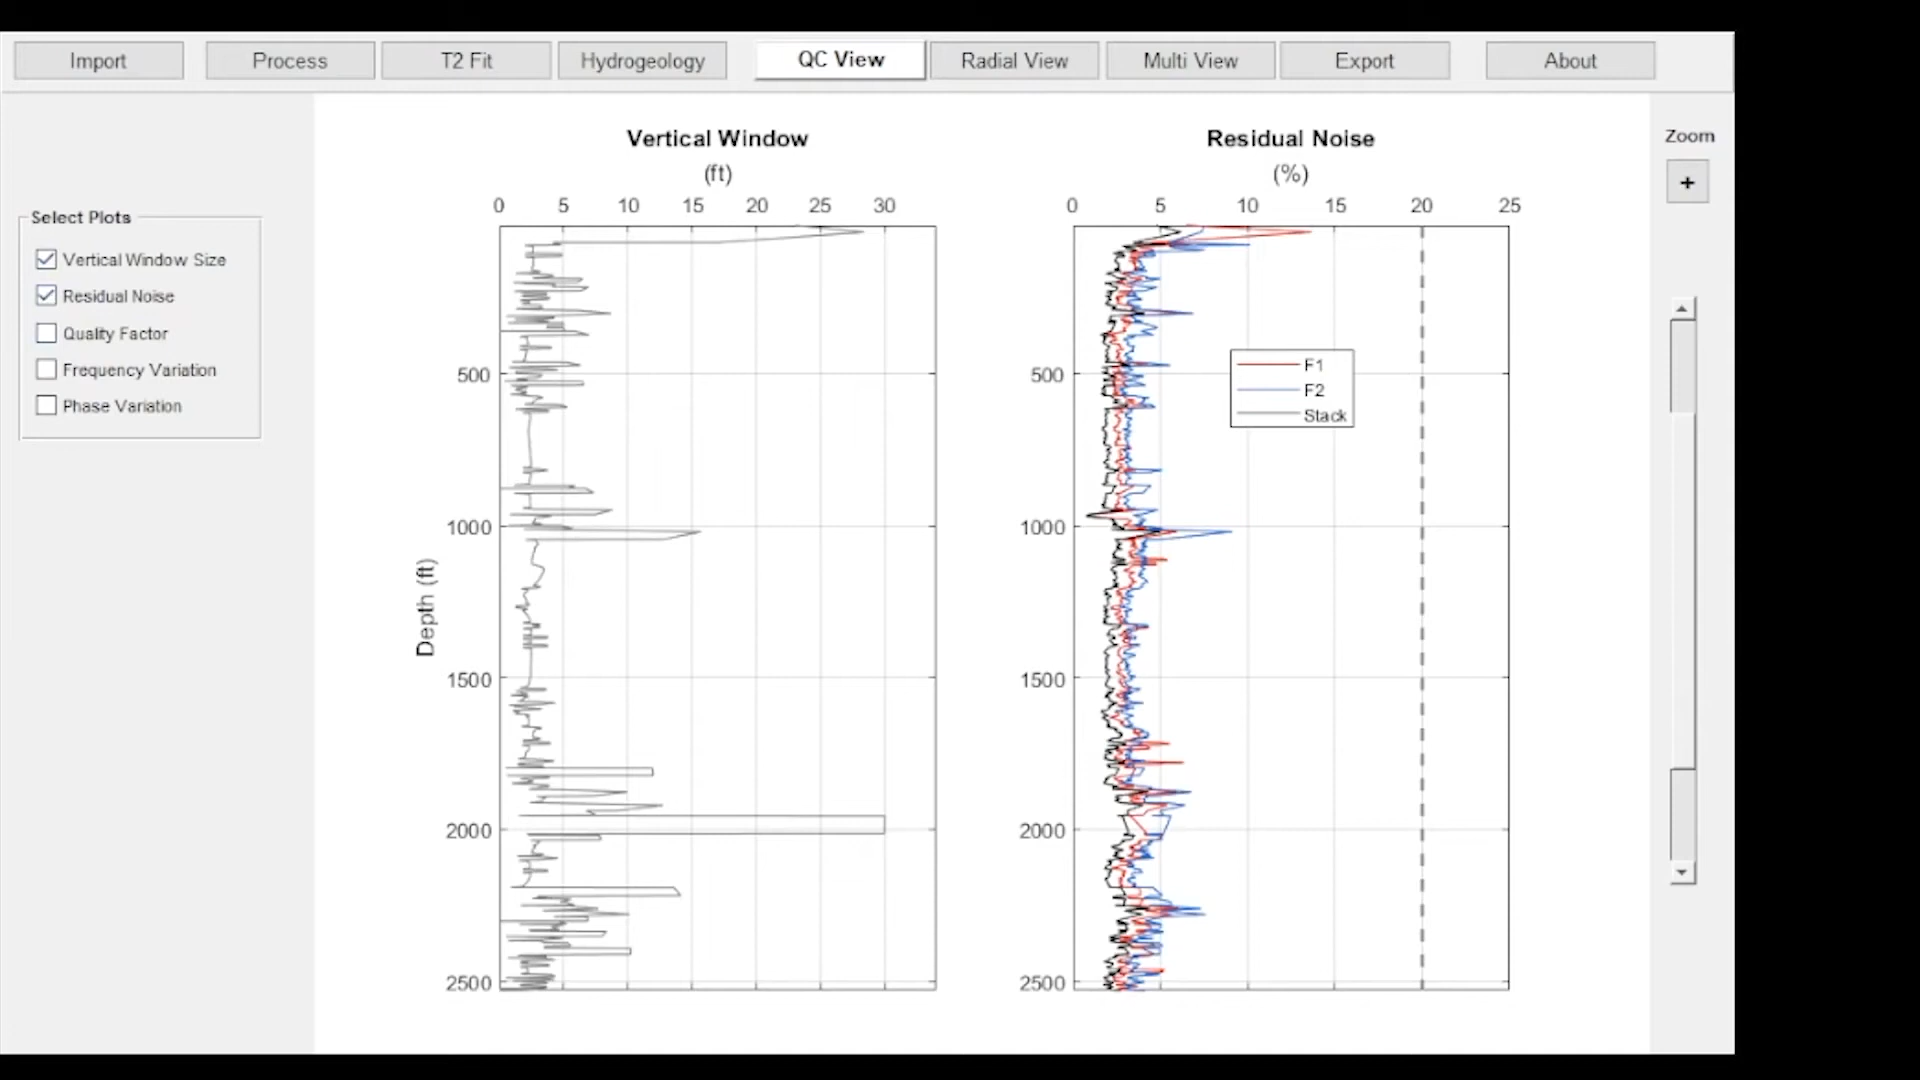 Import Process T2 Fit Hydrogeology QC View Radial View Multi View Export About
Select Plots
Vertical Window Size
Residual Noise
Quality Factor
Frequency Variation
Phase Variation
Vertical Window
(ft)
0 5 10 15 20 25 30
Depth (ft)
500
1000
1500
2000
2500
Residual Noise
(%)
0 5 10 15 20 25
500
1000
1500
2000
2500
F1
F2
Stack
Zoom
+